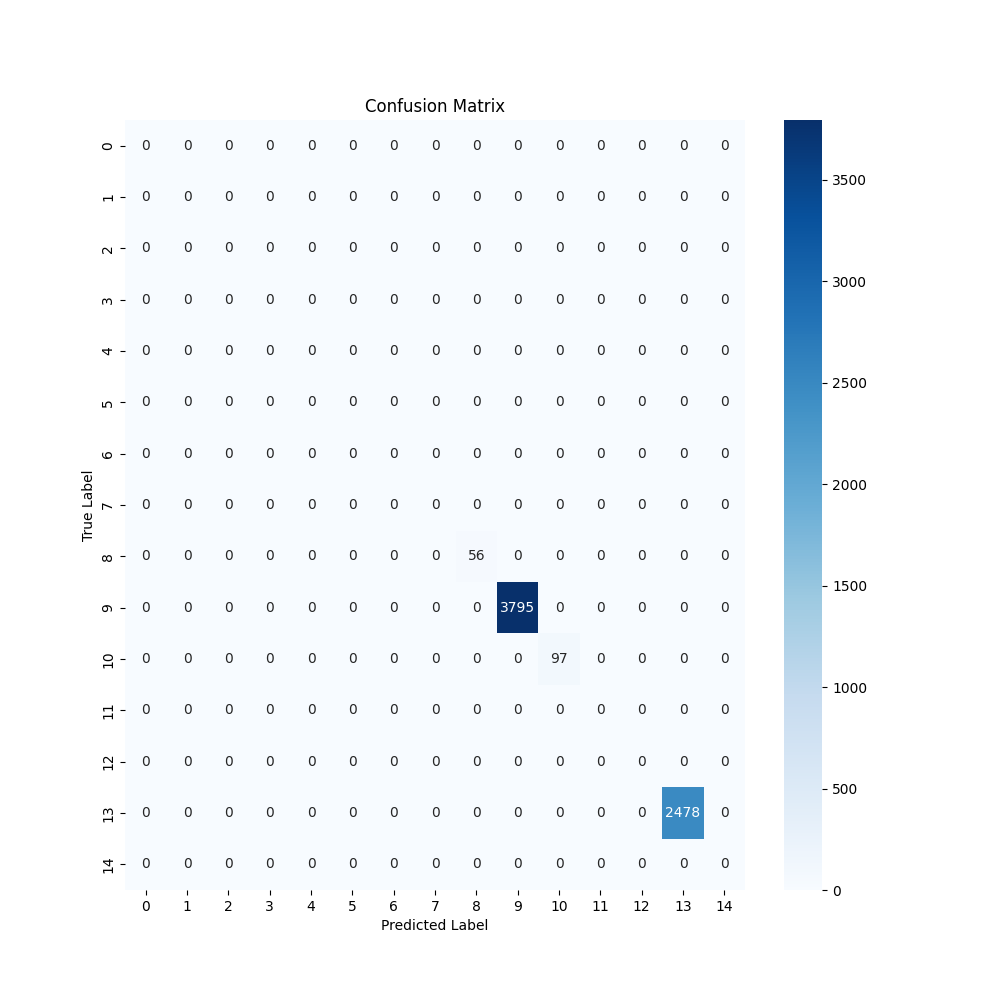 Confusion Matrix
0 0 0 0 0 0 0 0 0 0 0 0 0 0 0 0
1 0 0 0 0 0 0 0 0 0 0 0 0 0 0 0
2 0 0 0 0 0 0 0 0 0 0 0 0 0 0 0
3 0 0 0 0 0 0 0 0 0 0 0 0 0 0 0
4 0 0 0 0 0 0 0 0 0 0 0 0 0 0 0
5 0 0 0 0 0 0 0 0 0 0 0 0 0 0 0
6 0 0 0 0 0 0 0 0 0 0 0 0 0 0 0
7 0 0 0 0 0 0 0 0 0 0 0 0 0 0 0
8 0 0 0 0 0 0 0 0 56 0 0 0 0 0 0
9 0 0 0 0 0 0 0 0 0 3795 0 0 0 0 0
10 0 0 0 0 0 0 0 0 0 0 97 0 0 0 0
11 0 0 0 0 0 0 0 0 0 0 0 0 0 0 0
12 0 0 0 0 0 0 0 0 0 0 0 0 0 0 0
13 0 0 0 0 0 0 0 0 0 0 0 0 0 2478 0
14 0 0 0 0 0 0 0 0 0 0 0 0 0 0 0
0 1 2 3 4 5 6 7 8 9 10 11 12 13 14
Predicted Label
True Label
3500
3000
2500
2000
1500
1000
500
0